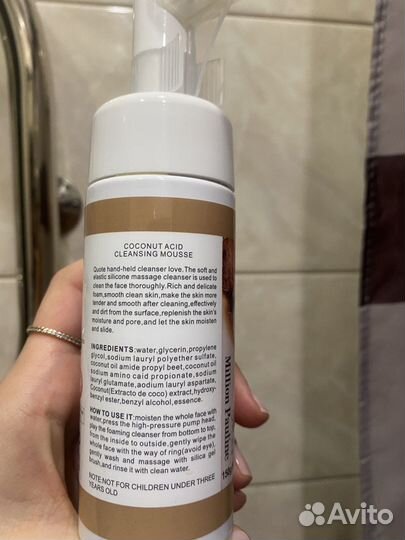 COCONUT ACID
CLEANSING MOUSSE
Quote hand-held cleanser love.The soft and
elastic silicone massage cleanser is used to
clean the face thoroughly.Rich and delicate
foam,smooth clean skin,make the skin more
tender and smooth after cleaning,effectively
and dirt from the surface,replenish the skin's
moisture and pore,and let the skin moisten
and slide.
INGREDIENTS:water,glycerin,propylene
glycol,sodium lauryl polyether sulfate,
coconut oil amide propyl beet,coconut oil
sodium amino caid propionate,sodium
lauryl glutamate,aodium lauryl aspartate,
Coconut(Extracto de coco) extract,hydroxy-
benzyl ester,benzyl alcohol,essence.
HOW TO USE IT:moisten the whole face with
water,press the high-pressure pump head,
play the foaming cleanser from bottom to top,
from the inside to outside,gently wipe the
whole face with the way of ring(avoid eye),
gently wash and massage with silica gel
brush,and rinse it with clean water.
NOTE:NOT FOR CHILDREN UNDER THREE
YEARS OLD
Million Pauline
Avito